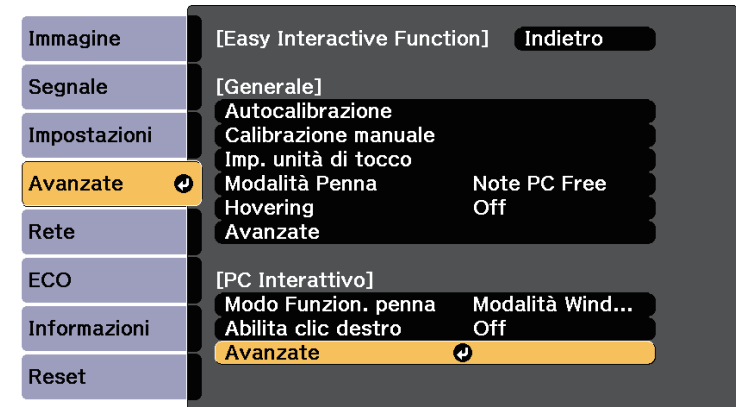 Immagine
Segnale
Impostazioni
Avanzate
Rete
ECO
Informazioni
Reset
[Easy Interactive Function] Indietro
[Generale]
Autocalibrazione
Calibrazione manuale
Imp. unità di tocco
Modalità Penna Note PC Free
Hovering Off
Avanzate
[PC Interattivo]
Modo Funzion. penna Modalità Wind...
Abilita clic destro Off
Avanzate